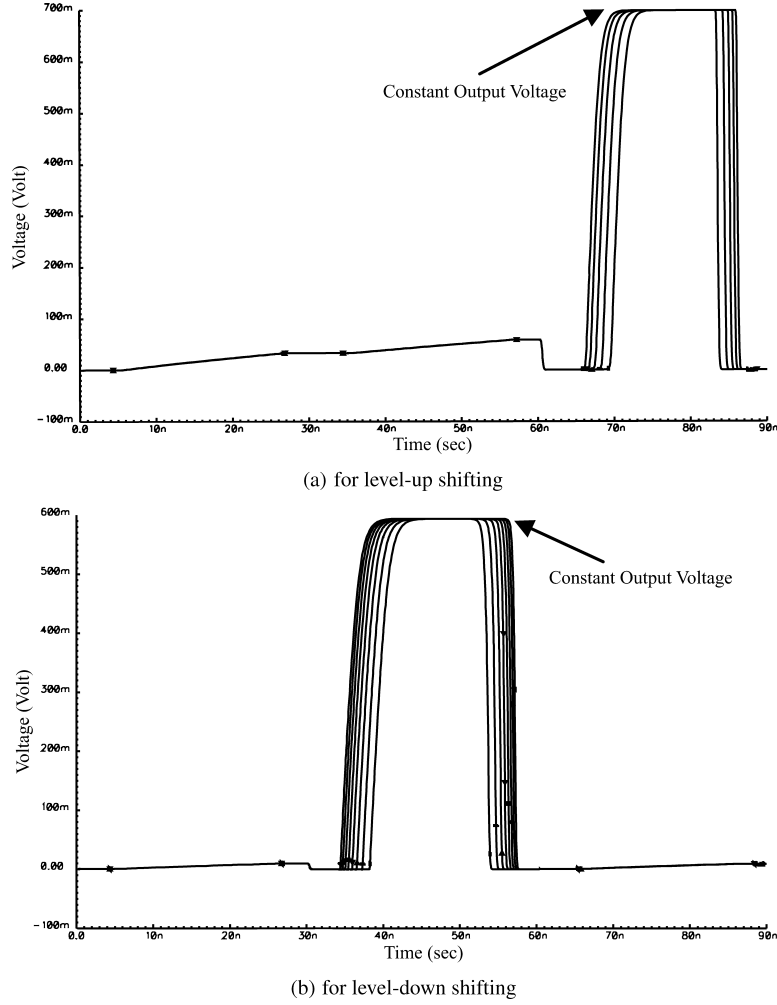 700m
Constant Output Voltage
600m
500m
400m
300m
200m
100m
0.00
-100m
Voltage (Volt)
0.0 10n 20n 30n 40n 50n 60n 70n 80n 90n
Time (sec)
(a) for level-up shifting
600m
Constant Output Voltage
500m
400m
300m
200m
100m
0.00
-100m
Voltage (Volt)
0.0 10n 20n 30n 40n 50n 60n 70n 80n 90n
Time (sec)
(b) for level-down shifting